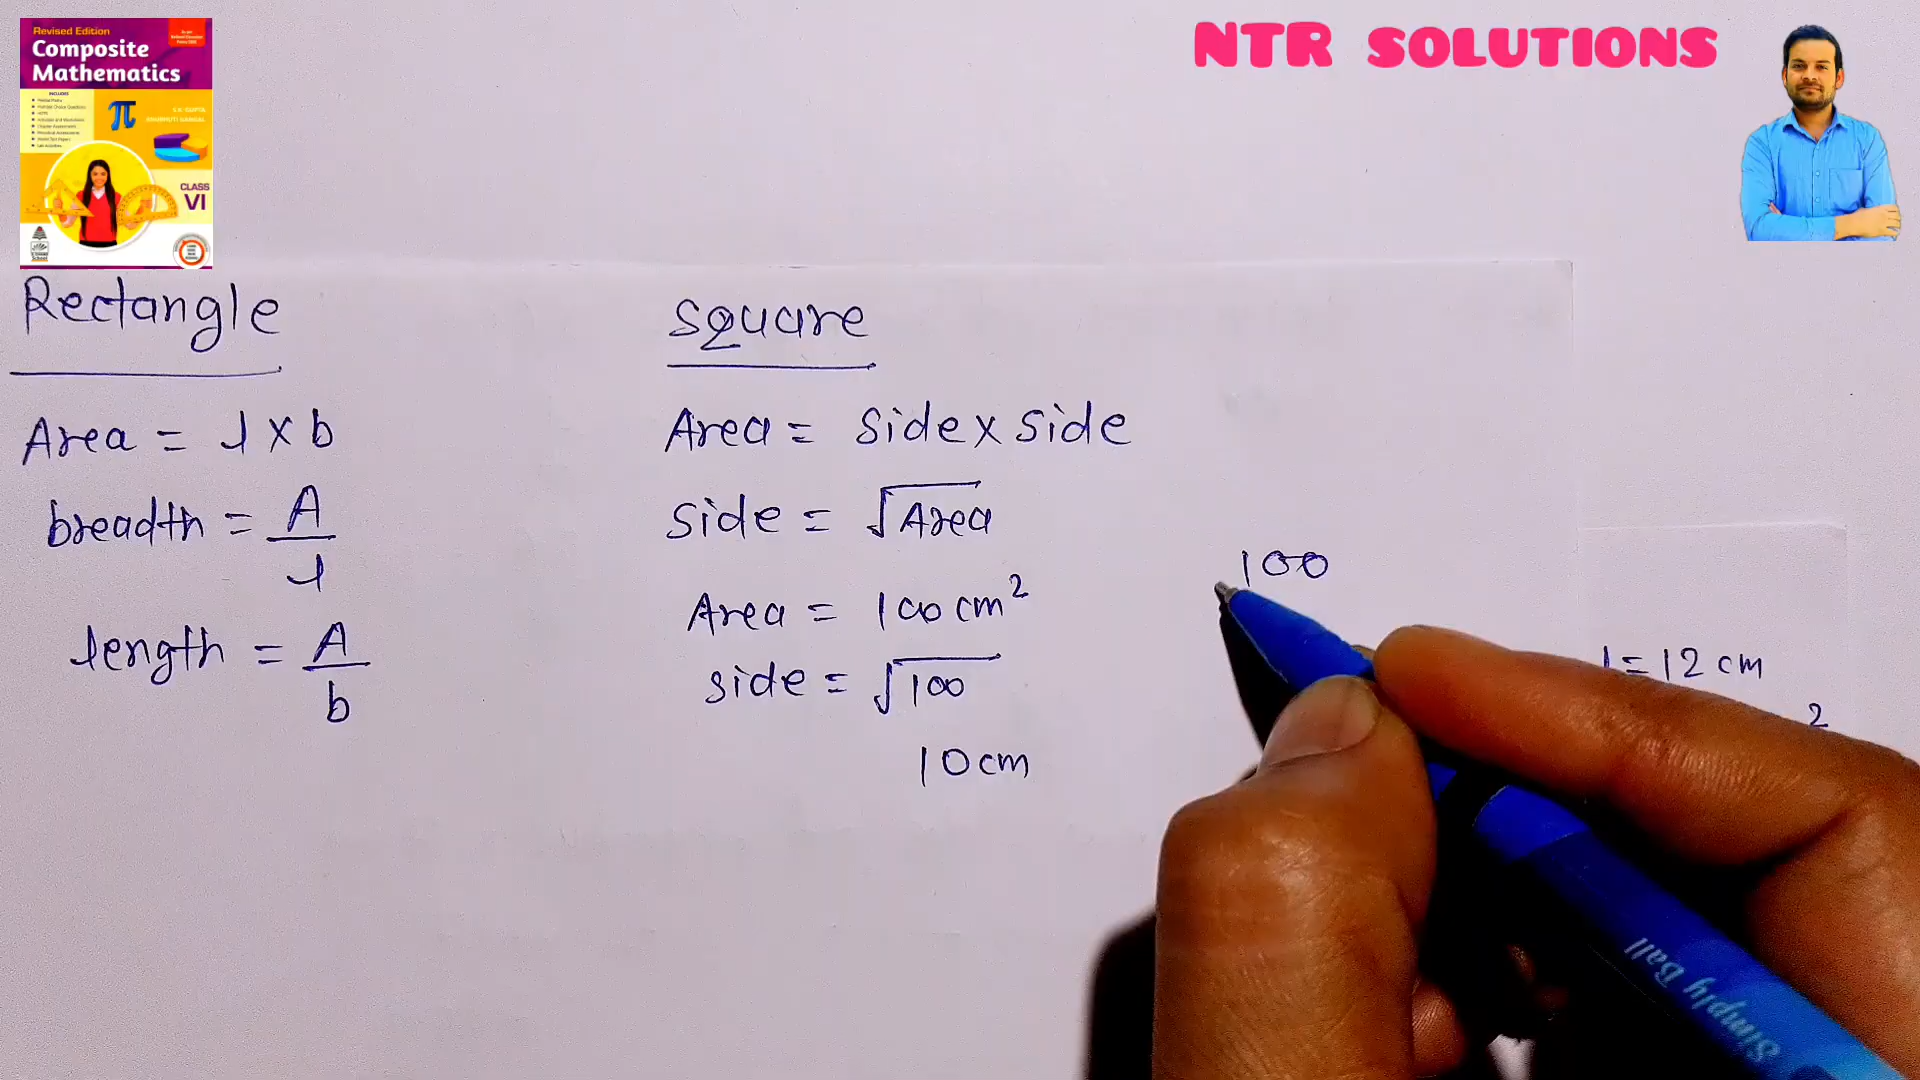 Revised Edition
Composite
Mathematics
INCLUDES
CLASS
VI
NTR SOLUTIONS
Rectangle
Area = l × b
breadth = A
l
length = A
b
Square
Area = Side × Side
Side = √Area
Area = 100 cm²
side = √100
10 cm
100
l = 12 cm
2
Simply Ball